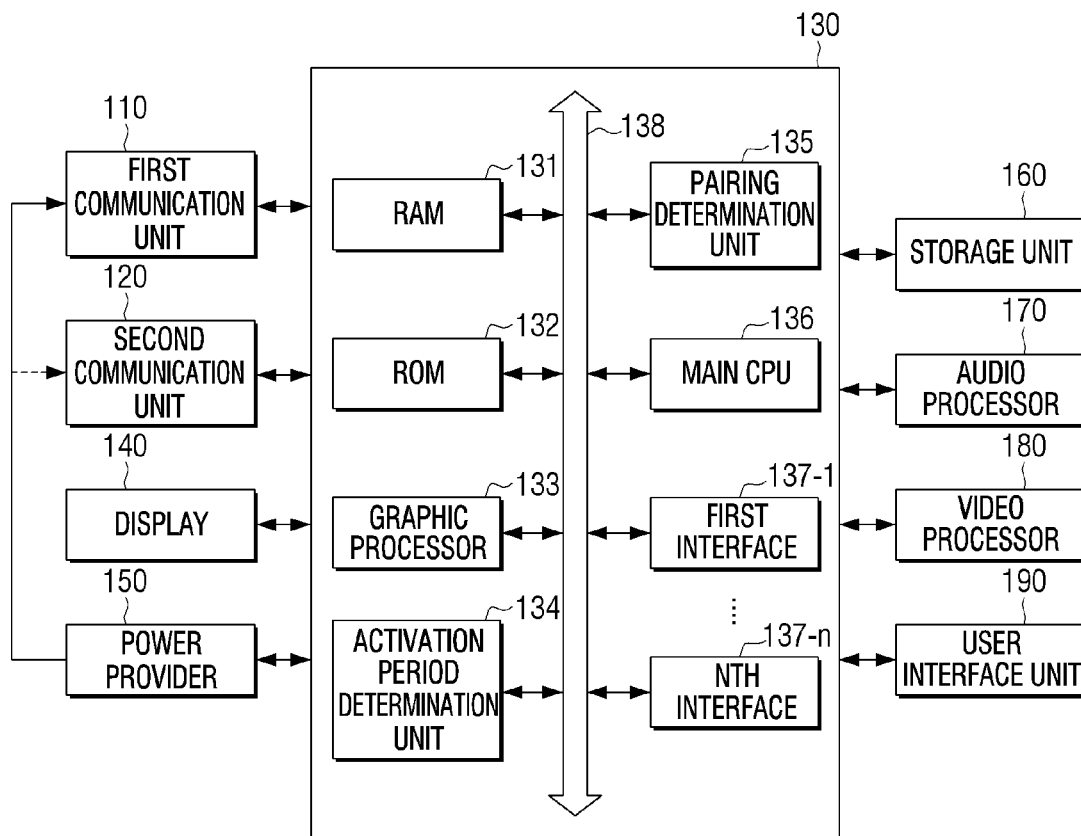 130
110
FIRST
COMMUNICATION
UNIT
120
SECOND
COMMUNICATION
UNIT
140
DISPLAY
150
POWER
PROVIDER
138
131
RAM
132
ROM
133
GRAPHIC
PROCESSOR
134
ACTIVATION
PERIOD
DETERMINATION
UNIT
135
PAIRING
DETERMINATION
UNIT
136
MAIN CPU
137-1
FIRST
INTERFACE
137-n
NTH
INTERFACE
160
STORAGE UNIT
170
AUDIO
PROCESSOR
180
VIDEO
PROCESSOR
190
USER
INTERFACE UNIT